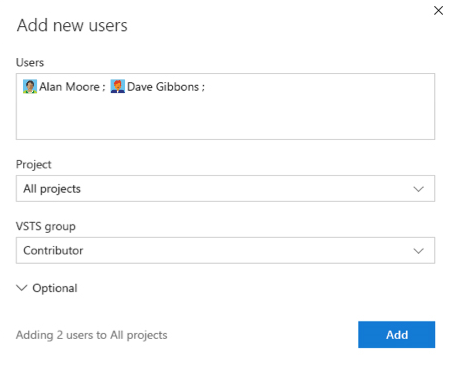 Add new users
Users
Alan Moore ; Dave Gibbons ;
Project
All projects
VSTS group
Contributor
Optional
Adding 2 users to All projects
Add